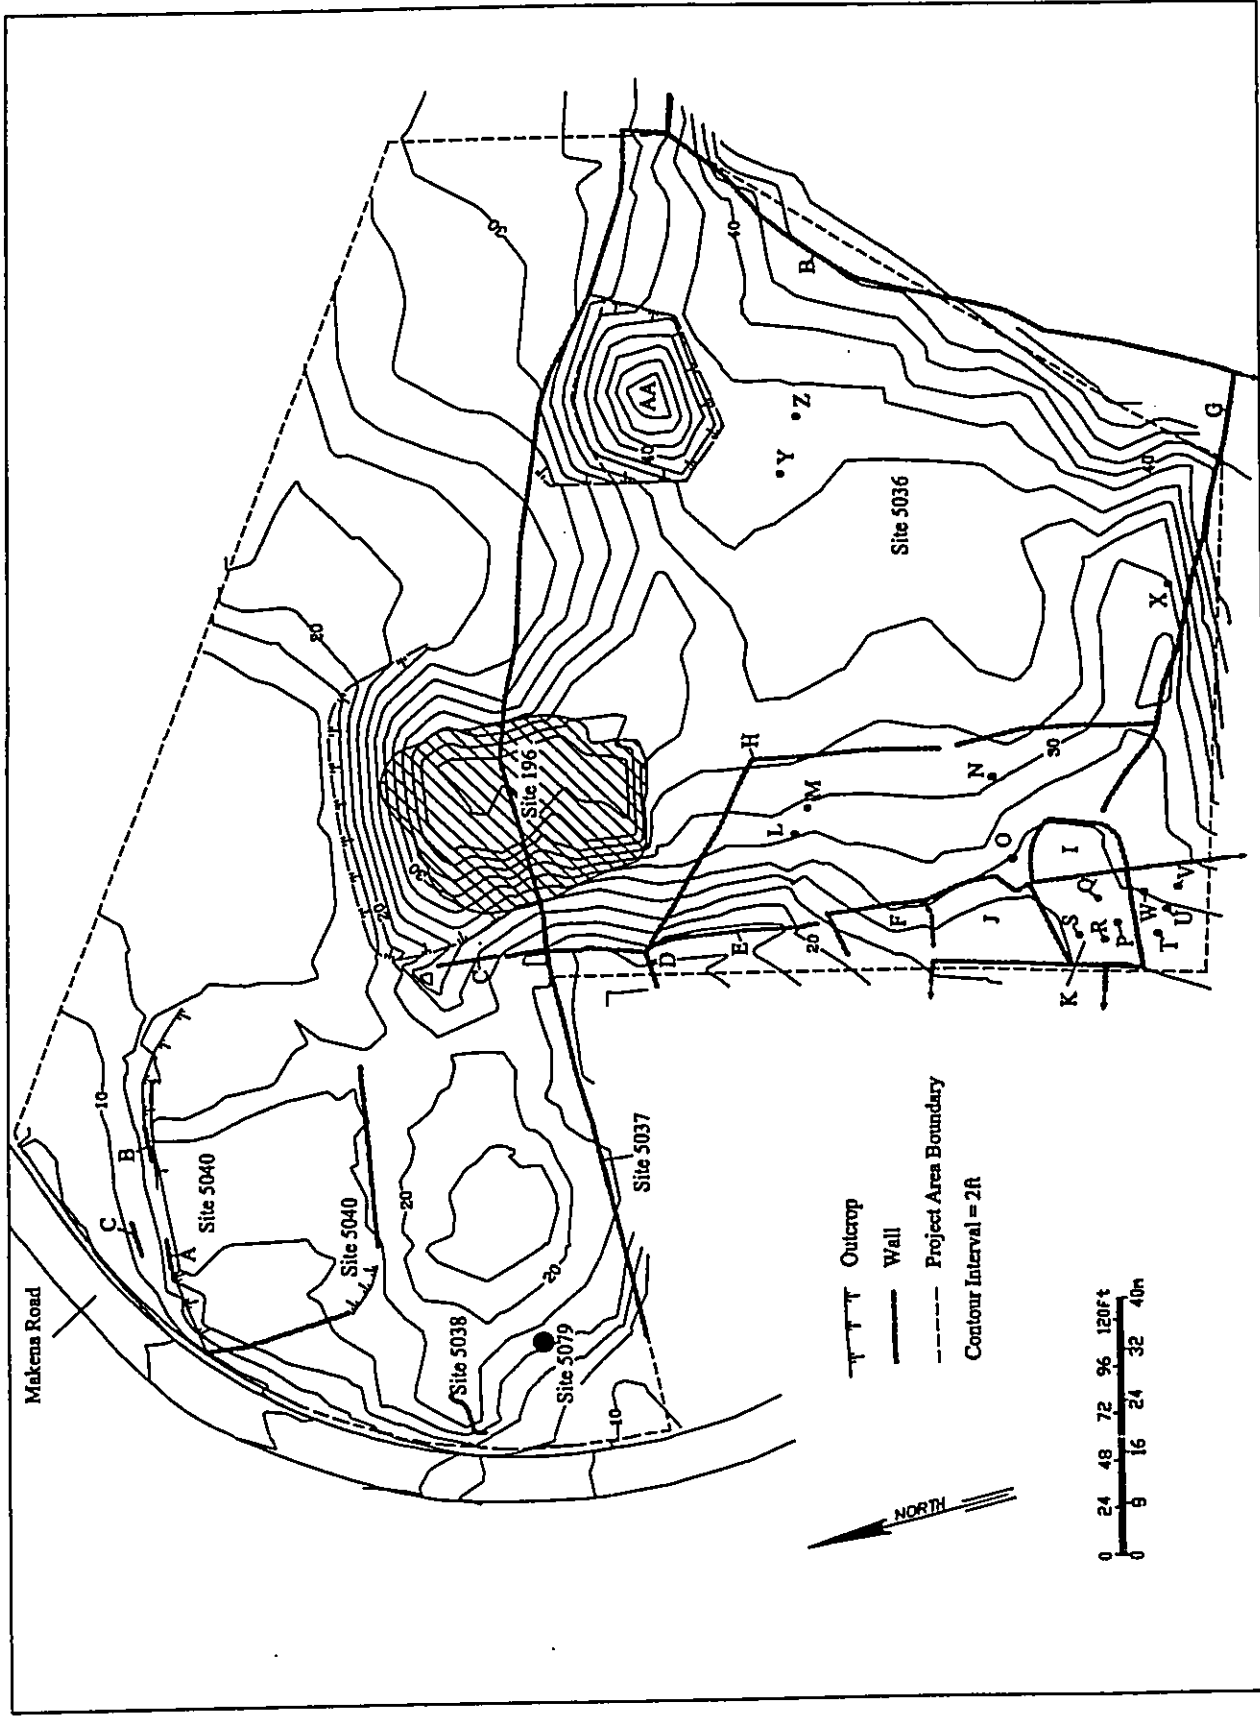 Makena Road
10
C
B
A
Site 5040
Site 5040
20
20
Site 5038
Site 5079
10
Site 5037
20
30
20
30
Site 196
A
C
D
E
F
20
H
L
M
N
30
O
I
J
K
S
Q
R
P
W
T
U
V
X
G
40
Site 5036
Y
Z
AA
40
B
40
Outcrop
Wall
Project Area Boundary
Contour Interval = 2ft
NORTH
0 24 48 72 96 120Ft
0 9 16 24 32 40m